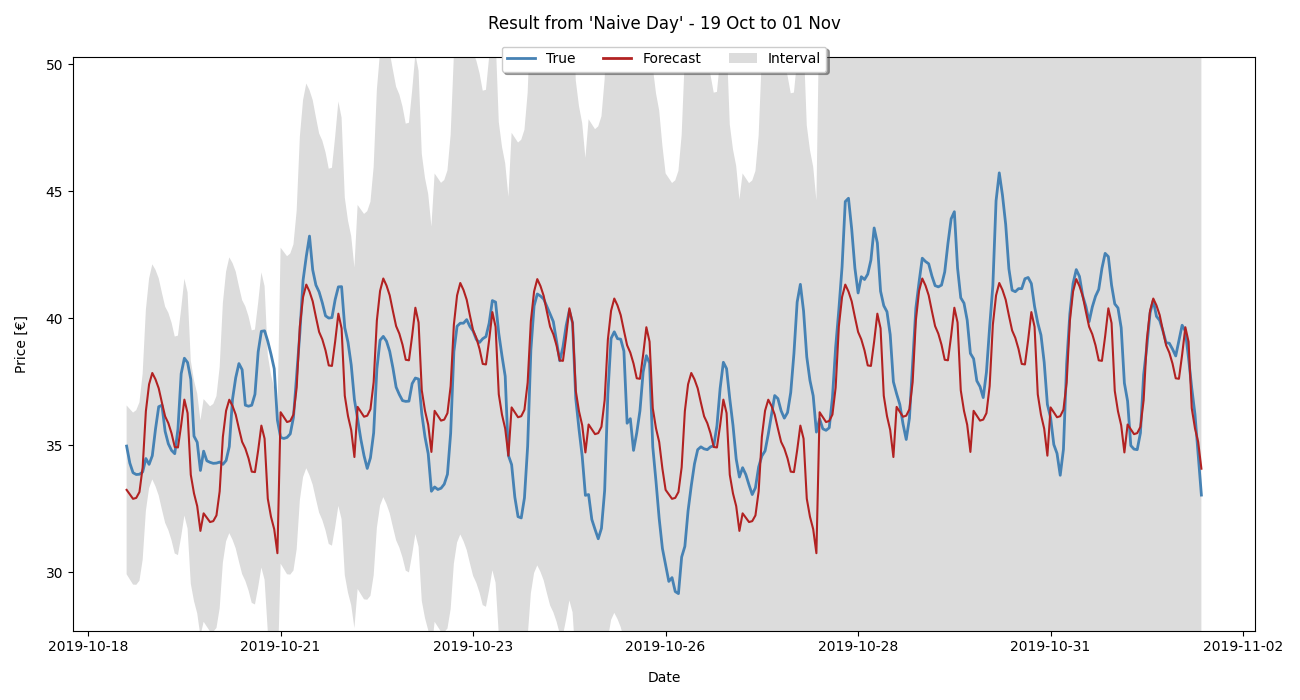 Result from 'Naive Day' - 19 Oct to 01 Nov
True Forecast Interval
50
45
40
35
30
Price [€]
2019-10-18 2019-10-21 2019-10-23 2019-10-26 2019-10-28 2019-10-31 2019-11-02
Date